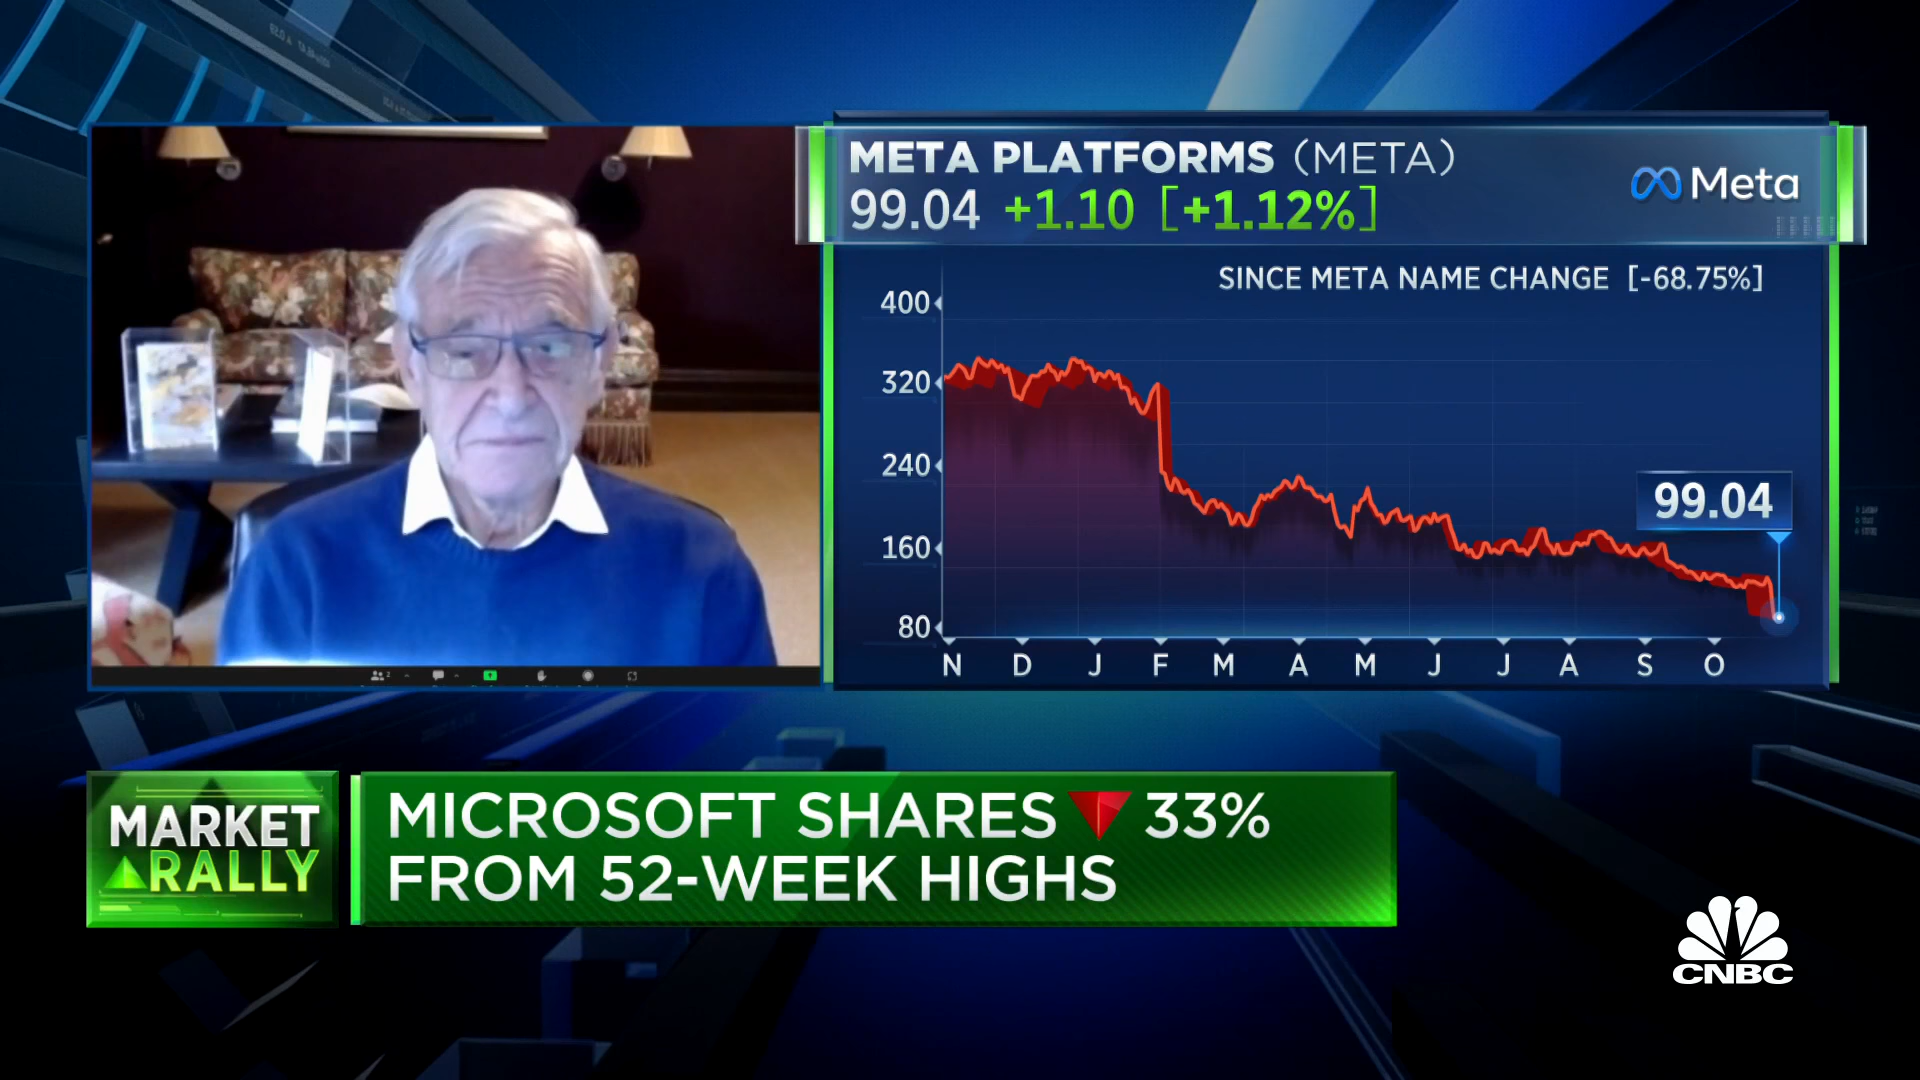 META PLATFORMS (META)
99.04 +1.10 [+1.12%]
Meta
SINCE META NAME CHANGE [-68.75%]
400
320
240
160
80
99.04
N D J F M A M J J A S O
MARKET
RALLY
MICROSOFT SHARES ▼ 33%
FROM 52-WEEK HIGHS
CNBC